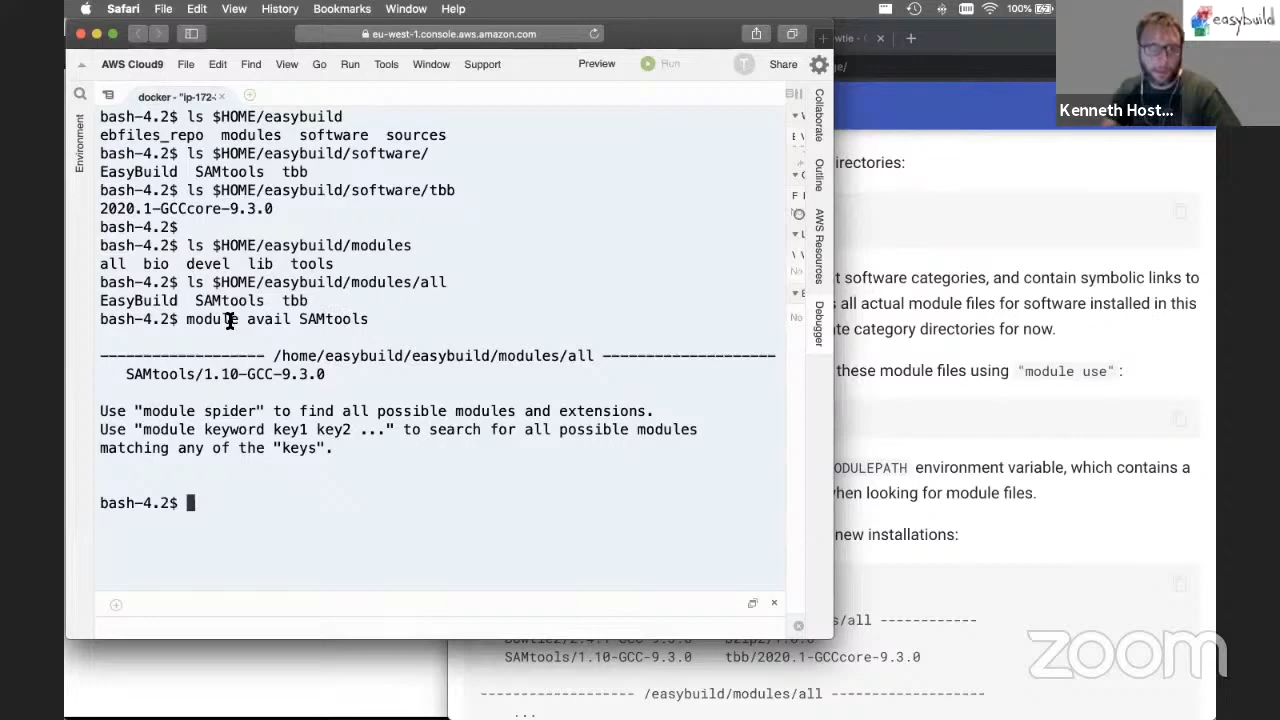 Safari File Edit View History Bookmarks Window Help
100%
eu-west-1.console.aws.amazon.com
AWS Cloud9 File Edit Find View Go Run Tools Window Support Preview Run Share
docker - "ip-172-
Environment
Collaborate
Outline
AWS Resources
Debugger
bash-4.2$ ls $HOME/easybuild
ebfiles_repo modules software sources
bash-4.2$ ls $HOME/easybuild/software/
EasyBuild SAMtools tbb
bash-4.2$ ls $HOME/easybuild/software/tbb
2020.1-GCCcore-9.3.0
bash-4.2$
bash-4.2$ ls $HOME/easybuild/modules
all bio devel lib tools
bash-4.2$ ls $HOME/easybuild/modules/all
EasyBuild SAMtools tbb
bash-4.2$ module avail SAMtools
------------------- /home/easybuild/easybuild/modules/all --------------------
SAMtools/1.10-GCC-9.3.0
Use "module spider" to find all possible modules and extensions.
Use "module keyword key1 key2 ..." to search for all possible modules
matching any of the "keys".
bash-4.2$
easybuild
Kenneth Host...
irectories:
t software categories, and contain symbolic links to
s all actual module files for software installed in this
te category directories for now.
these module files using "module use":
ODULEPATH environment variable, which contains a
when looking for module files.
new installations:
s/all ------------
SAMtools/1.10-GCC-9.3.0 tbb/2020.1-GCCcore-9.3.0
------------------- /easybuild/modules/all -------------------
...
zoom